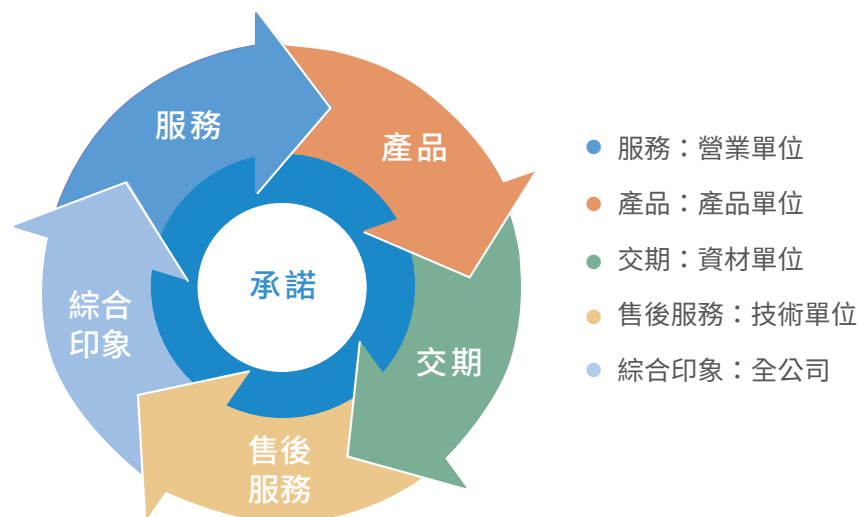 服務
產品
承諾
綜合
印象
交期
售後
服務
服務：營業單位
產品：產品單位
交期：資材單位
售後服務：技術單位
綜合印象：全公司